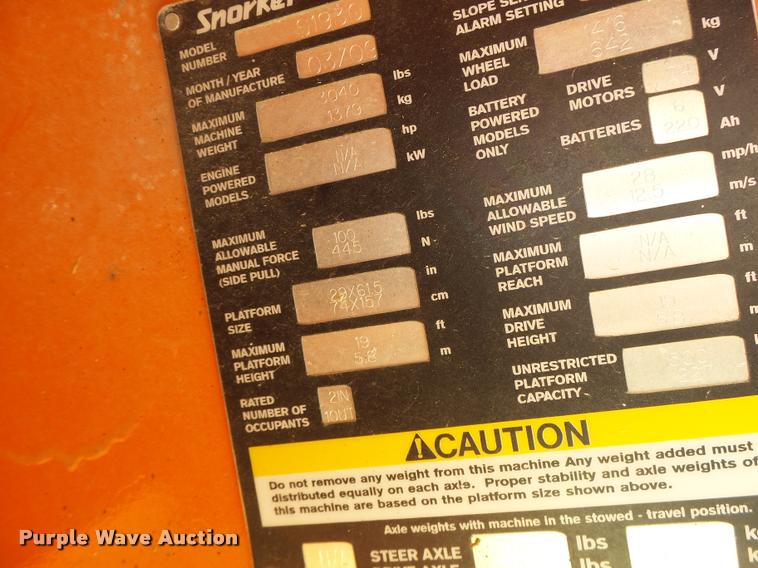 Snorkel
MODEL NUMBER
S1930
MONTH / YEAR OF MANUFACTURE
03/08
MAXIMUM MACHINE WEIGHT
3040 lbs
1379 kg
ENGINE POWERED MODELS
N/A hp
N/A kW
MAXIMUM ALLOWABLE MANUAL FORCE (SIDE PULL)
100 lbs
445 N
PLATFORM SIZE
29X61.5 in
74X157 cm
MAXIMUM PLATFORM HEIGHT
19 ft
5.8 m
RATED NUMBER OF OCCUPANTS
2IN
1OUT
ALARM SETTING
MAXIMUM WHEEL LOAD
642 kg
BATTERY POWERED MODELS ONLY
DRIVE MOTORS
V
BATTERIES
6 V
220 Ah
MAXIMUM ALLOWABLE WIND SPEED
28 mp/h
12.5 m/s
MAXIMUM PLATFORM REACH
N/A ft
N/A m
MAXIMUM DRIVE HEIGHT
ft
UNRESTRICTED PLATFORM CAPACITY
CAUTION
Do not remove any weight from this machine Any weight added must
distributed equally on each axle. Proper stability and axle weights of
this machine are based on the platform size shown above.
Axle weights with machine in the stowed - travel position.
N/A
STEER AXLE
lbs
lbs
Purple Wave Auction